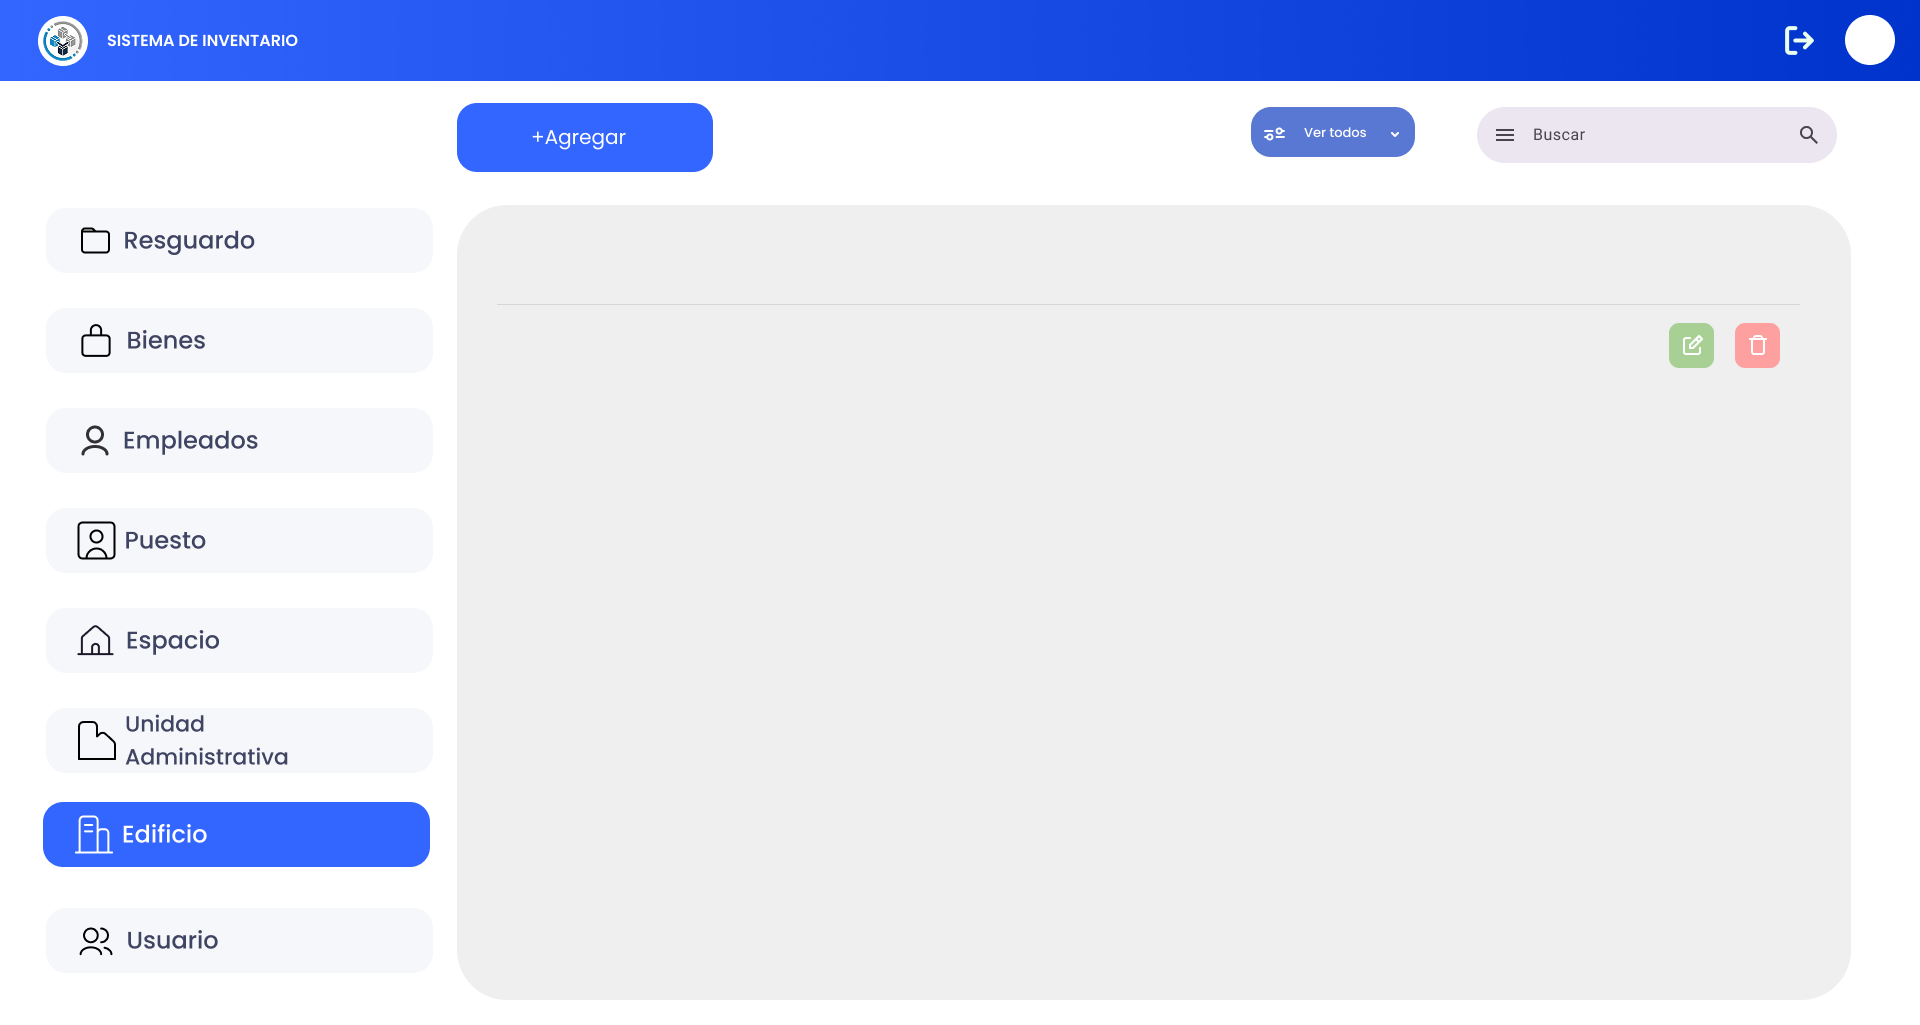 SISTEMA DE INVENTARIO
+Agregar
Ver todos
Buscar
Resguardo
Bienes
Empleados
Puesto
Espacio
Unidad
Administrativa
Edificio
Usuario